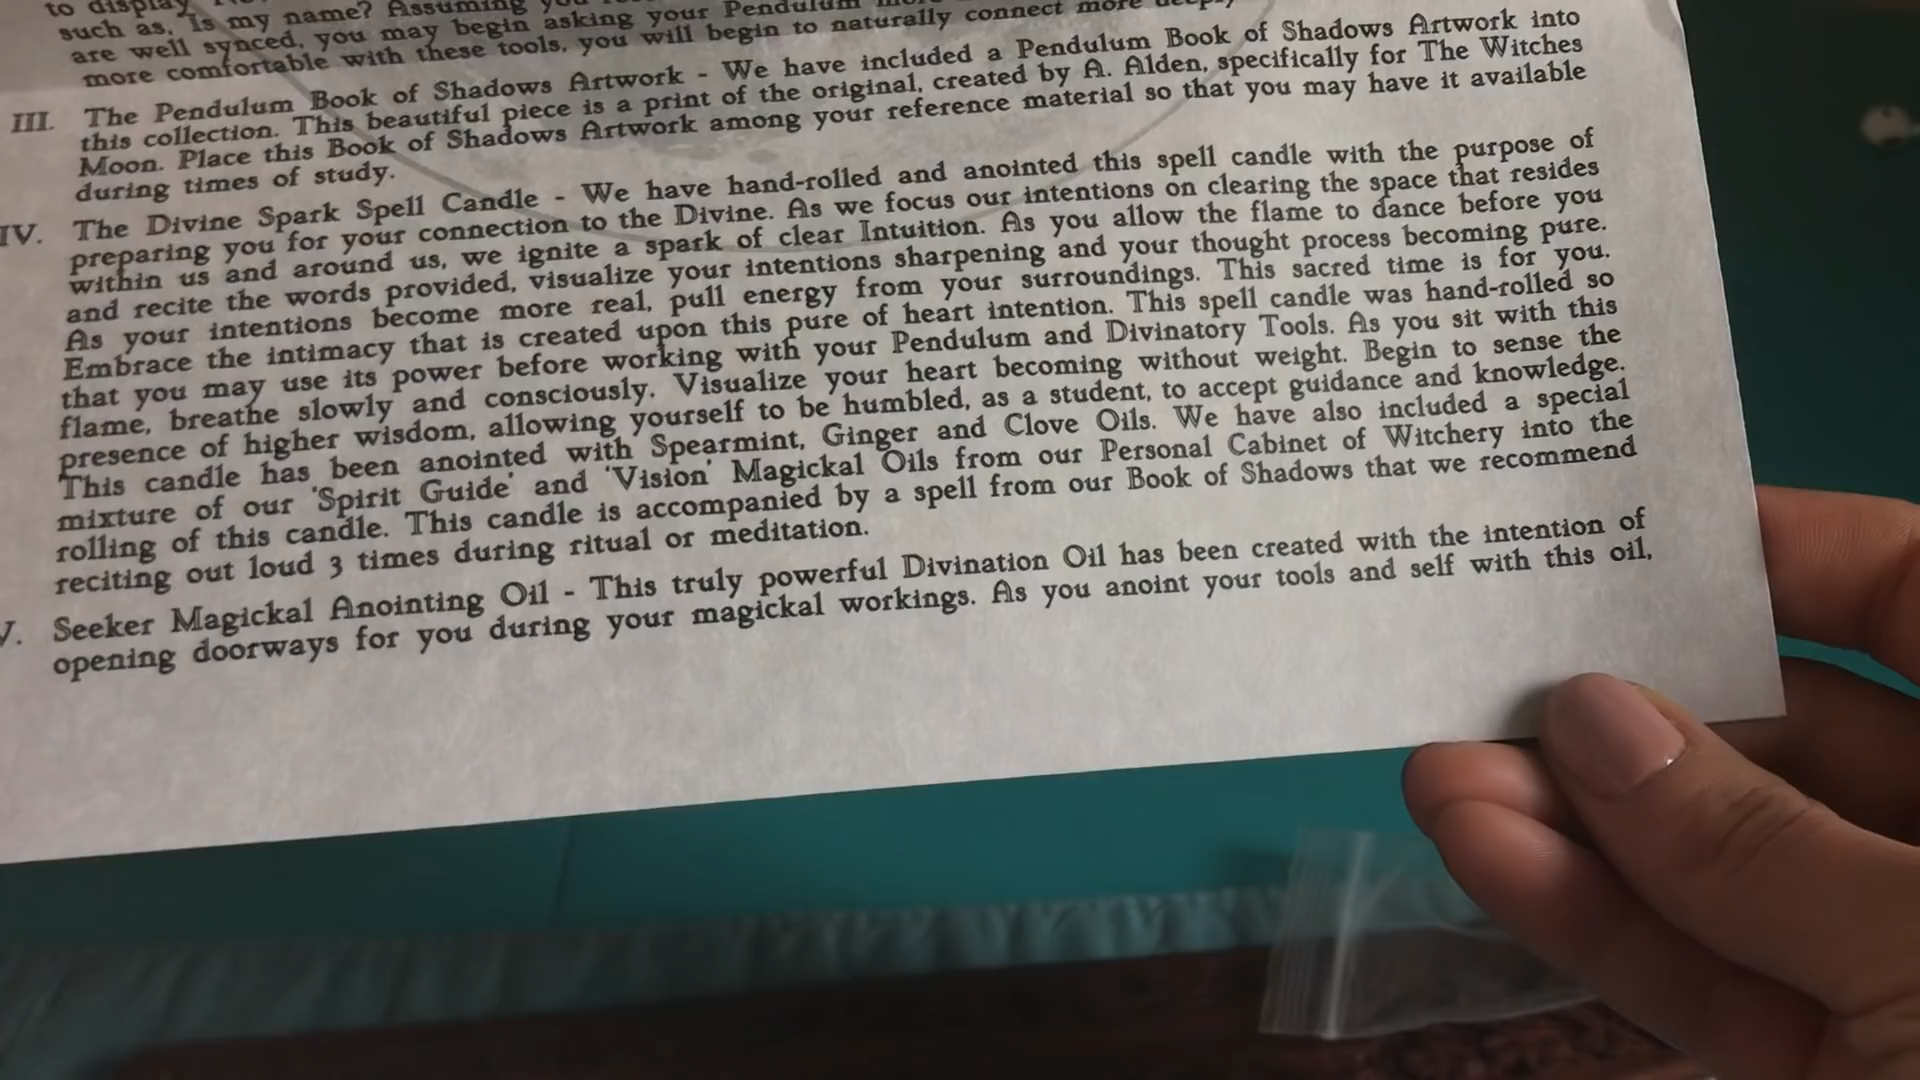 to display
such as, 'Is my name? Assuming
are well synced, you may begin asking your Pendulum
more comfortable with these tools, you will begin to naturally connect more
III. The Pendulum Book of Shadows Artwork - We have included a Pendulum Book of Shadows Artwork into
this collection. This beautiful piece is a print of the original, created by A. Alden, specifically for The Witches
Moon. Place this Book of Shadows Artwork among your reference material so that you may have it available
during times of study.
IV. The Divine Spark Spell Candle - We have hand-rolled and anointed this spell candle with the purpose of
preparing you for your connection to the Divine. As we focus our intentions on clearing the space that resides
within us and around us, we ignite a spark of clear Intuition. As you allow the flame to dance before you
and recite the words provided, visualize your intentions sharpening and your thought process becoming pure.
As your intentions become more real, pull energy from your surroundings. This sacred time is for you.
Embrace the intimacy that is created upon this pure of heart intention. This spell candle was hand-rolled so
that you may use its power before working with your Pendulum and Divinatory Tools. As you sit with this
flame, breathe slowly and consciously. Visualize your heart becoming without weight. Begin to sense the
presence of higher wisdom, allowing yourself to be humbled, as a student, to accept guidance and knowledge.
This candle has been anointed with Spearmint, Ginger and Clove Oils. We have also included a special
mixture of our 'Spirit Guide' and 'Vision' Magickal Oils from our Personal Cabinet of Witchery into the
rolling of this candle. This candle is accompanied by a spell from our Book of Shadows that we recommend
reciting out loud 3 times during ritual or meditation.
V. Seeker Magickal Anointing Oil - This truly powerful Divination Oil has been created with the intention of
opening doorways for you during your magickal workings. As you anoint your tools and self with this oil,